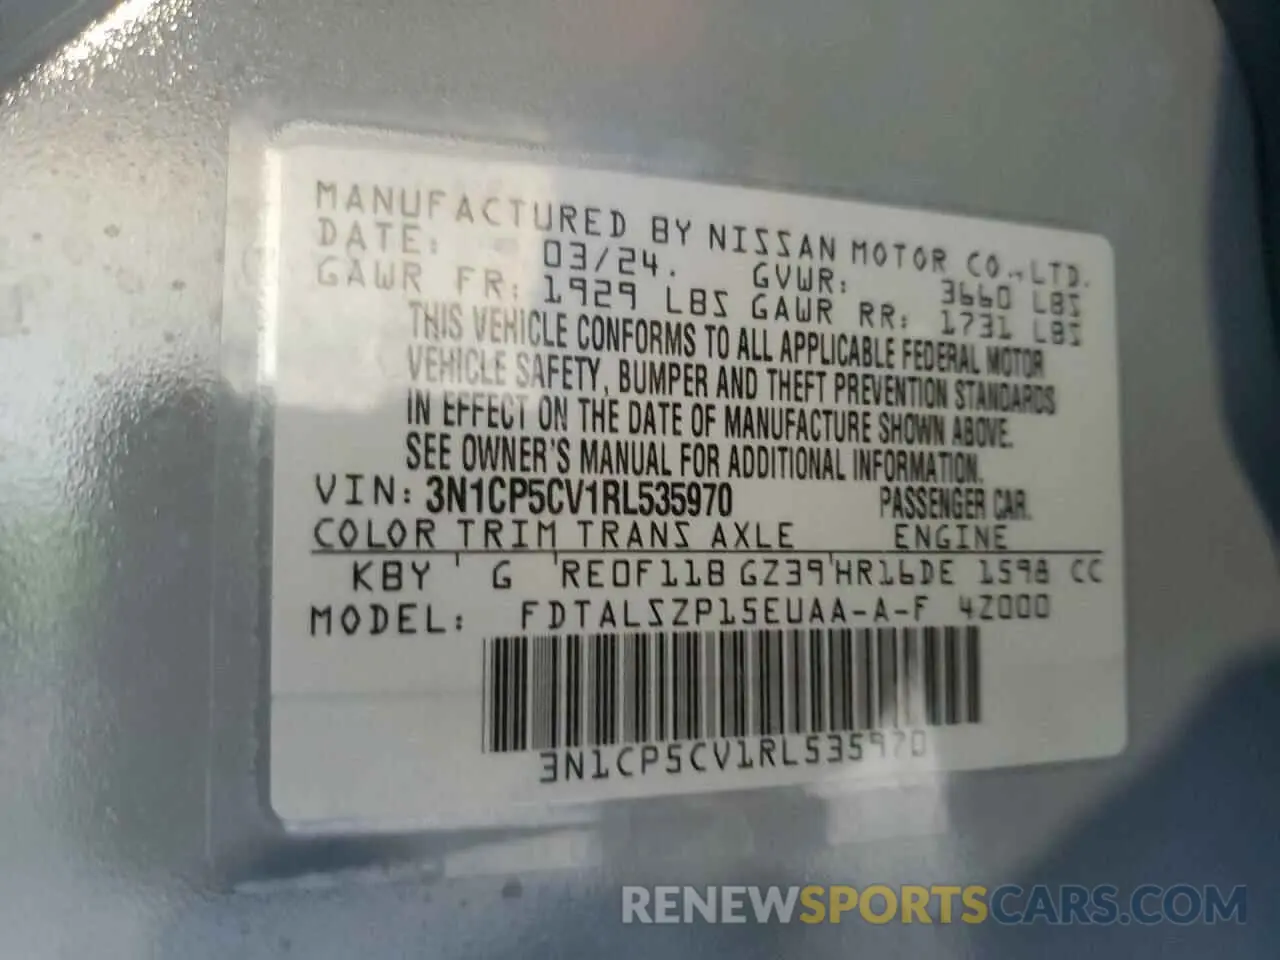 MANUFACTURED BY NISSAN MOTOR CO., LTD.
DATE: 03/24. GVWR: 3660 LBS
GAWR FR: 1929 LBS GAWR RR: 1731 LBS
THIS VEHICLE CONFORMS TO ALL APPLICABLE FEDERAL MOTOR
VEHICLE SAFETY, BUMPER AND THEFT PREVENTION STANDARDS
IN EFFECT ON THE DATE OF MANUFACTURE SHOWN ABOVE.
SEE OWNER'S MANUAL FOR ADDITIONAL INFORMATION.
VIN: 3N1CP5CV1RL535970 PASSENGER CAR.
COLOR TRIM TRANS AXLE ENGINE
KBY G RE0F11B GZ39 HR16DE 1598 CC
MODEL: FDTALSZP15EUAA-A-F 4Z000
3N1CP5CV1RL535970
RENEWSPORTSCARS.COM